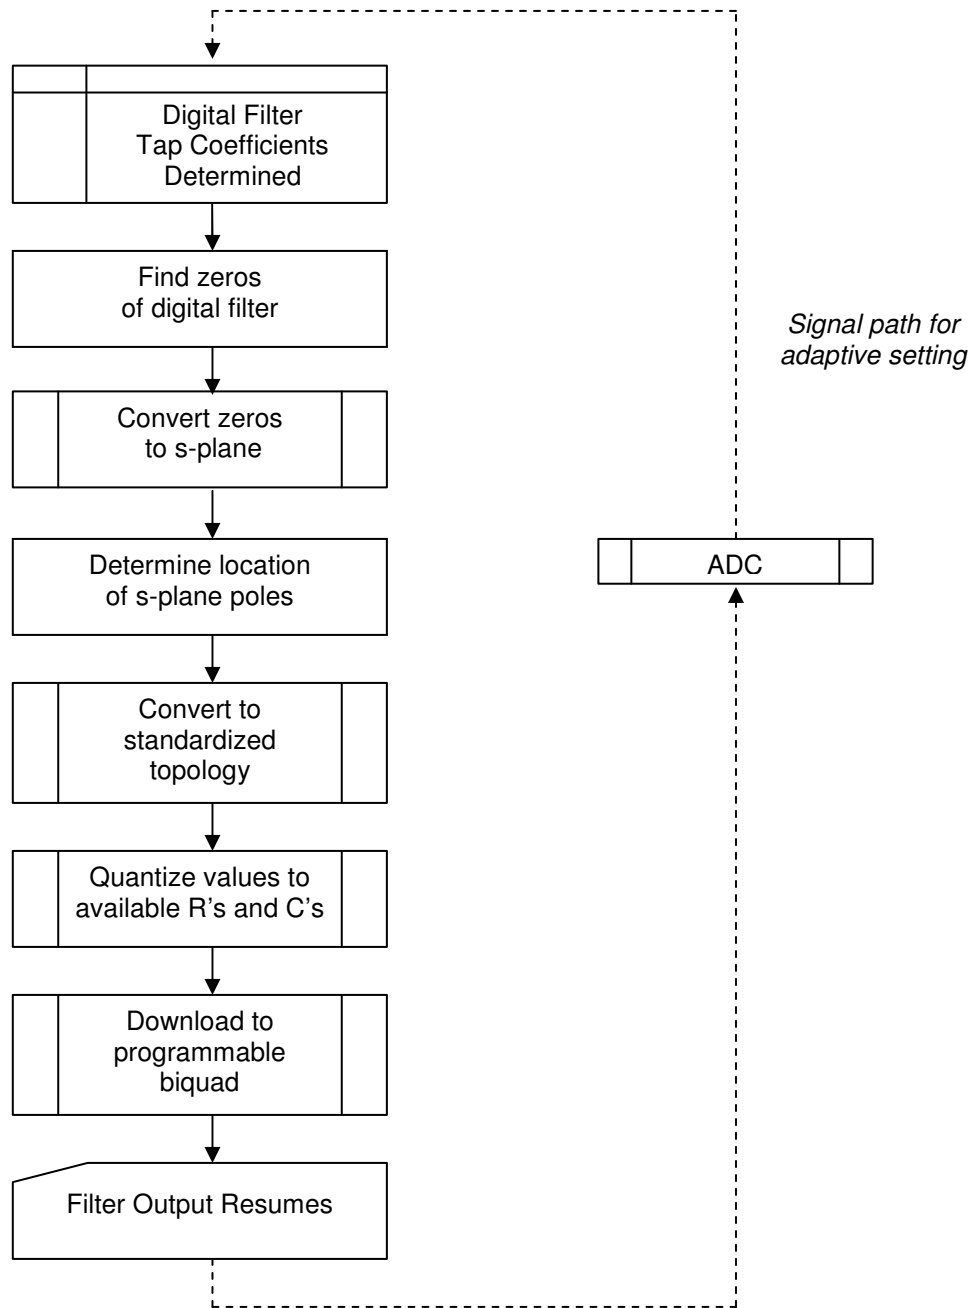 Digital Filter
Tap Coefficients
Determined
Find zeros
of digital filter
Signal path for
adaptive setting
Convert zeros
to s-plane
Determine location
of s-plane poles
ADC
Convert to
standardized
topology
Quantize values to
available R's and C's
Download to
programmable
biquad
Filter Output Resumes